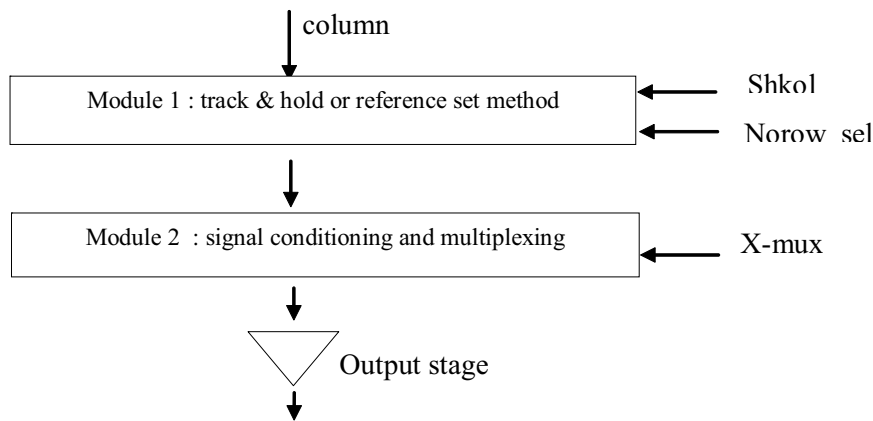 column
Module 1 : track & hold or reference set method
Shkol
Norow_sel
Module 2 : signal conditioning and multiplexing
X-mux
Output stage